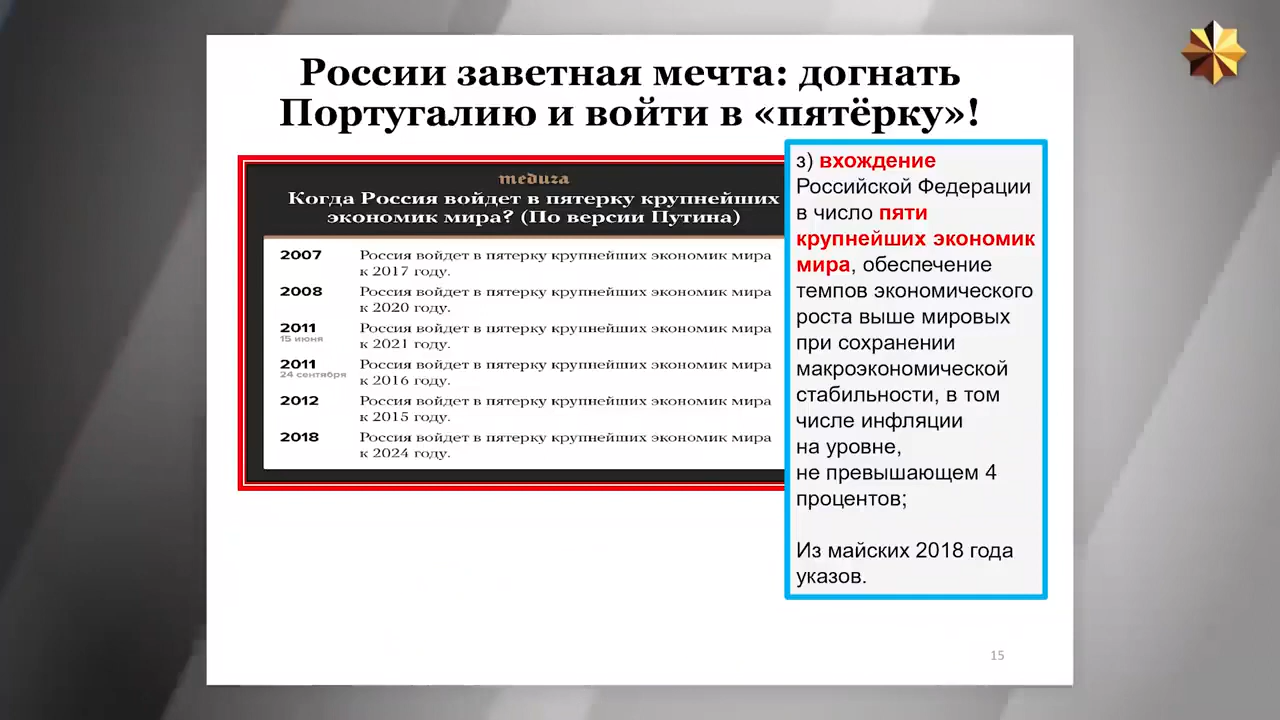 России заветная мечта: догнать
Португалию и войти в «пятёрку»!
meduza
Когда Россия войдет в пятерку крупнейших
экономик мира? (По версии Путина)
2007 Россия войдет в пятерку крупнейших экономик мира
к 2017 году.
2008 Россия войдет в пятерку крупнейших экономик мира
к 2020 году.
2011 Россия войдет в пятерку крупнейших экономик мира
15 июня к 2021 году.
2011 Россия войдет в пятерку крупнейших экономик мира
24 сентября к 2016 году.
2012 Россия войдет в пятерку крупнейших экономик мира
к 2015 году.
2018 Россия войдет в пятерку крупнейших экономик мира
к 2024 году.
з) вхождение
Российской Федерации
в число пяти
крупнейших экономик
мира, обеспечение
темпов экономического
роста выше мировых
при сохранении
макроэкономической
стабильности, в том
числе инфляции
на уровне,
не превышающем 4
процентов;
Из майских 2018 года
указов.
15